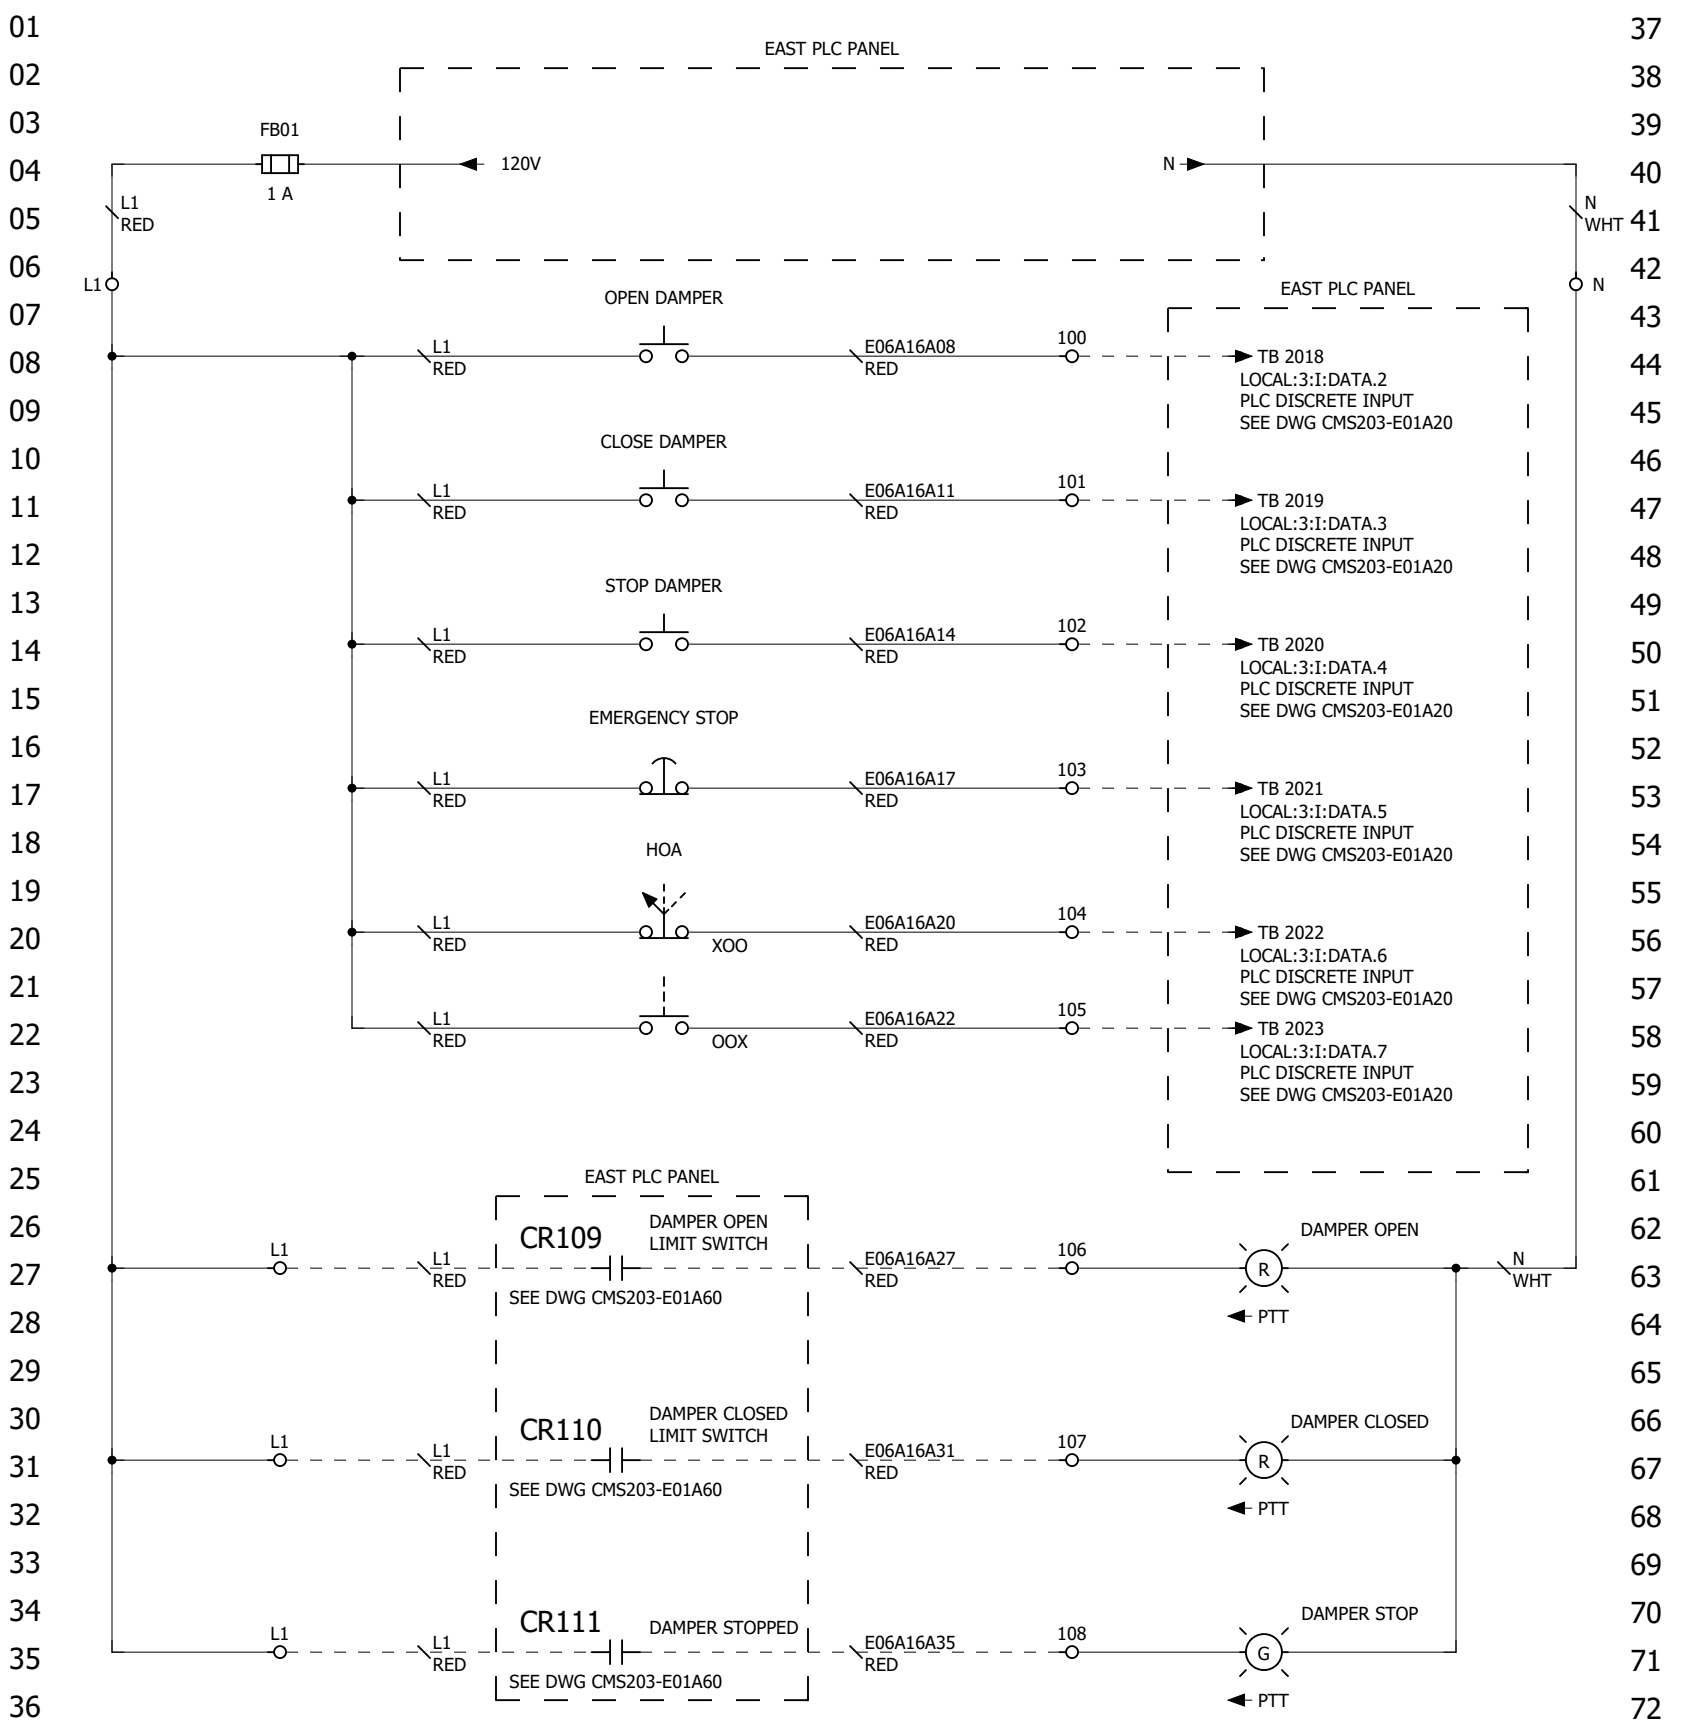 01
37
EAST PLC PANEL
02
38
03
39
FB01
04
120V
N
40
1 A
L1
RED
05
N
WHT
41
06
42
L1
N
EAST PLC PANEL
OPEN DAMPER
07
43
08
L1
RED
E06A16A08
RED
100
TB 2018
LOCAL:3:I:DATA.2
PLC DISCRETE INPUT
SEE DWG CMS203-E01A20
44
09
45
10
46
CLOSE DAMPER
11
L1
RED
E06A16A11
RED
101
TB 2019
LOCAL:3:I:DATA.3
PLC DISCRETE INPUT
SEE DWG CMS203-E01A20
47
12
48
13
49
STOP DAMPER
14
L1
RED
E06A16A14
RED
102
TB 2020
LOCAL:3:I:DATA.4
PLC DISCRETE INPUT
SEE DWG CMS203-E01A20
50
15
51
EMERGENCY STOP
16
52
17
L1
RED
E06A16A17
RED
103
TB 2021
LOCAL:3:I:DATA.5
PLC DISCRETE INPUT
SEE DWG CMS203-E01A20
53
18
54
HOA
19
55
20
L1
RED
XOO
E06A16A20
RED
104
TB 2022
LOCAL:3:I:DATA.6
PLC DISCRETE INPUT
SEE DWG CMS203-E01A20
56
21
57
22
L1
RED
OOX
E06A16A22
RED
105
TB 2023
LOCAL:3:I:DATA.7
PLC DISCRETE INPUT
SEE DWG CMS203-E01A20
58
23
59
24
60
25
61
EAST PLC PANEL
26
62
CR109
DAMPER OPEN
LIMIT SWITCH
DAMPER OPEN
27
L1
L1
RED
SEE DWG CMS203-E01A60
E06A16A27
RED
106
R
N
WHT
63
28
PTT
64
29
65
30
66
CR110
DAMPER CLOSED
LIMIT SWITCH
DAMPER CLOSED
31
L1
L1
RED
SEE DWG CMS203-E01A60
E06A16A31
RED
107
R
67
32
PTT
68
33
69
34
70
CR111
DAMPER STOPPED
DAMPER STOP
35
L1
L1
RED
SEE DWG CMS203-E01A60
E06A16A35
RED
108
G
71
36
PTT
72